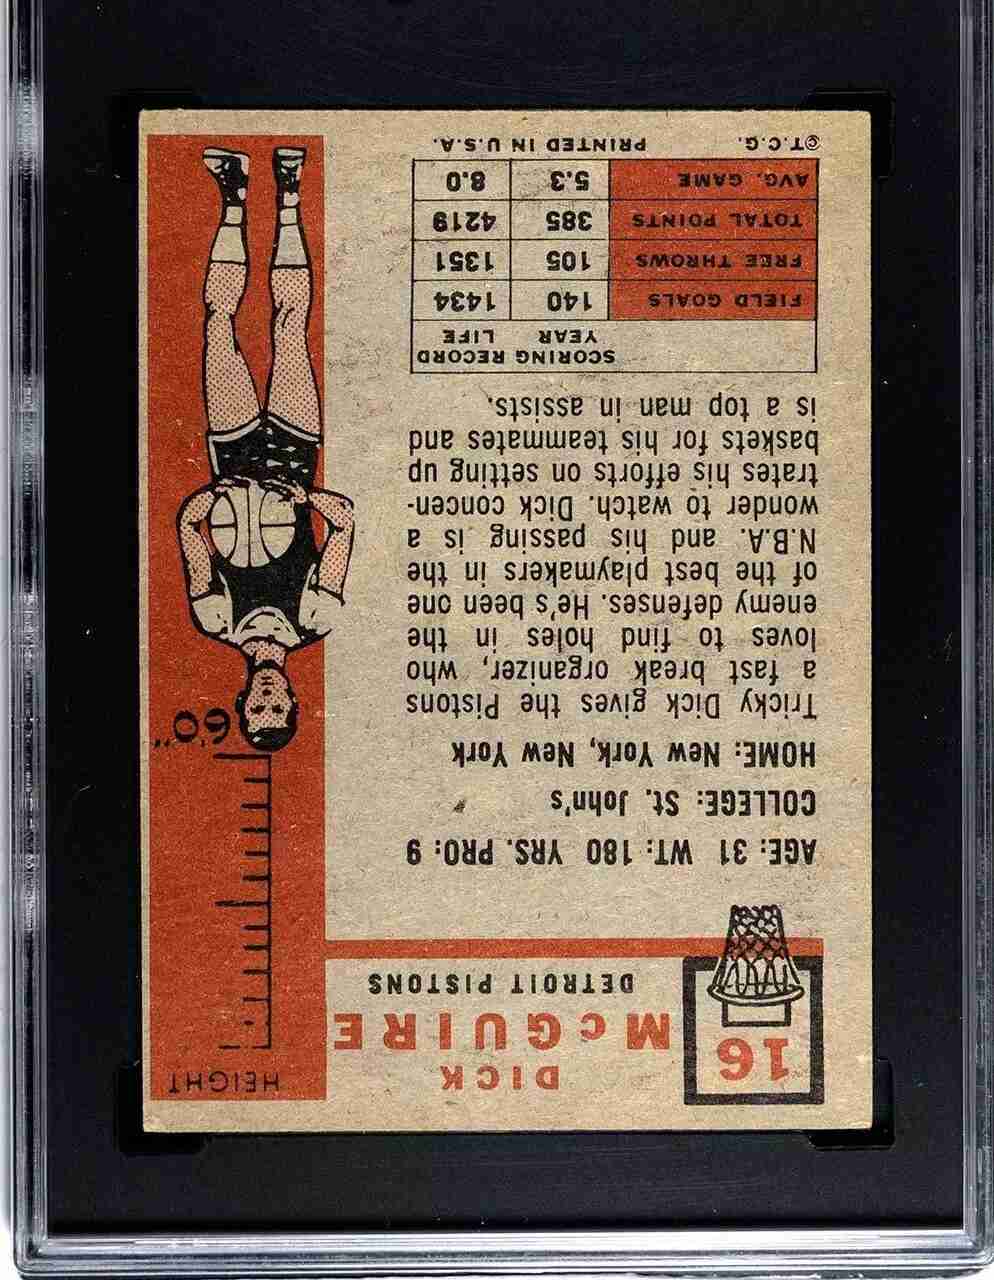 16
DICK
McGUIRE
DETROIT PISTONS
HEIGHT
6'0"
AGE: 31 WT: 180 YRS. PRO: 9
COLLEGE: St. John's
HOME: New York, New York
Tricky Dick gives the Pistons
a fast break organizer, who
loves to find holes in the
enemy defenses. He's been one
of the best playmakers in the
N.B.A. and his passing is a
wonder to watch. Dick concen-
trates his efforts on setting up
baskets for his teammates and
is a top man in assists.
SCORING RECORD
YEAR LIFE
FIELD GOALS 140 1434
FREE THROWS 105 1351
TOTAL POINTS 385 4219
AVG. GAME 5.3 8.0
©T.C.G. PRINTED IN U.S.A.